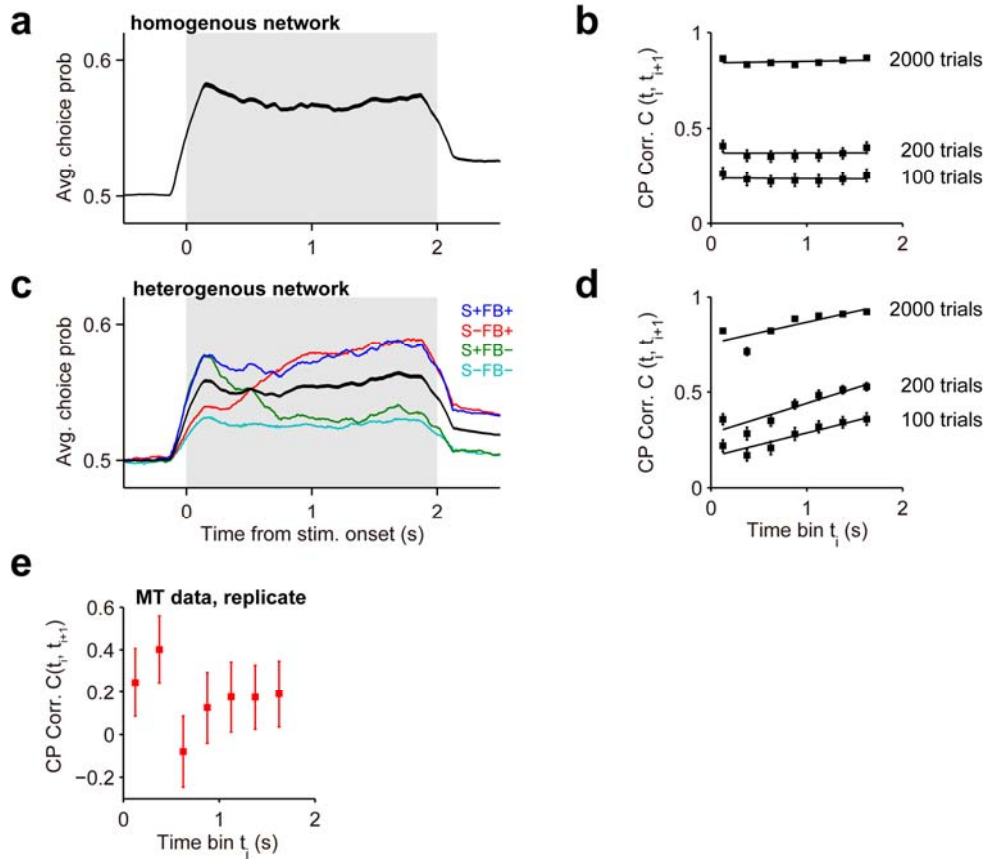 a
homogenous network
0.6
0.5
Avg. choice prob
0
1
2
b
1
0.5
0
CP Corr. C (t_i, t_{i+1})
2000 trials
200 trials
100 trials
0
1
2
c
heterogenous network
S+FB+
S−FB+
S+FB−
S−FB−
0.6
0.5
Avg. choice prob
0
1
2
Time from stim. onset (s)
d
1
0.5
0
CP Corr. C (t_i, t_{i+1})
2000 trials
200 trials
100 trials
0
1
2
Time bin t_i (s)
e
MT data, replicate
0.6
0.4
0.2
0
−0.2
CP Corr. C(t_i, t_{i+1})
0
1
2
Time bin t_i (s)